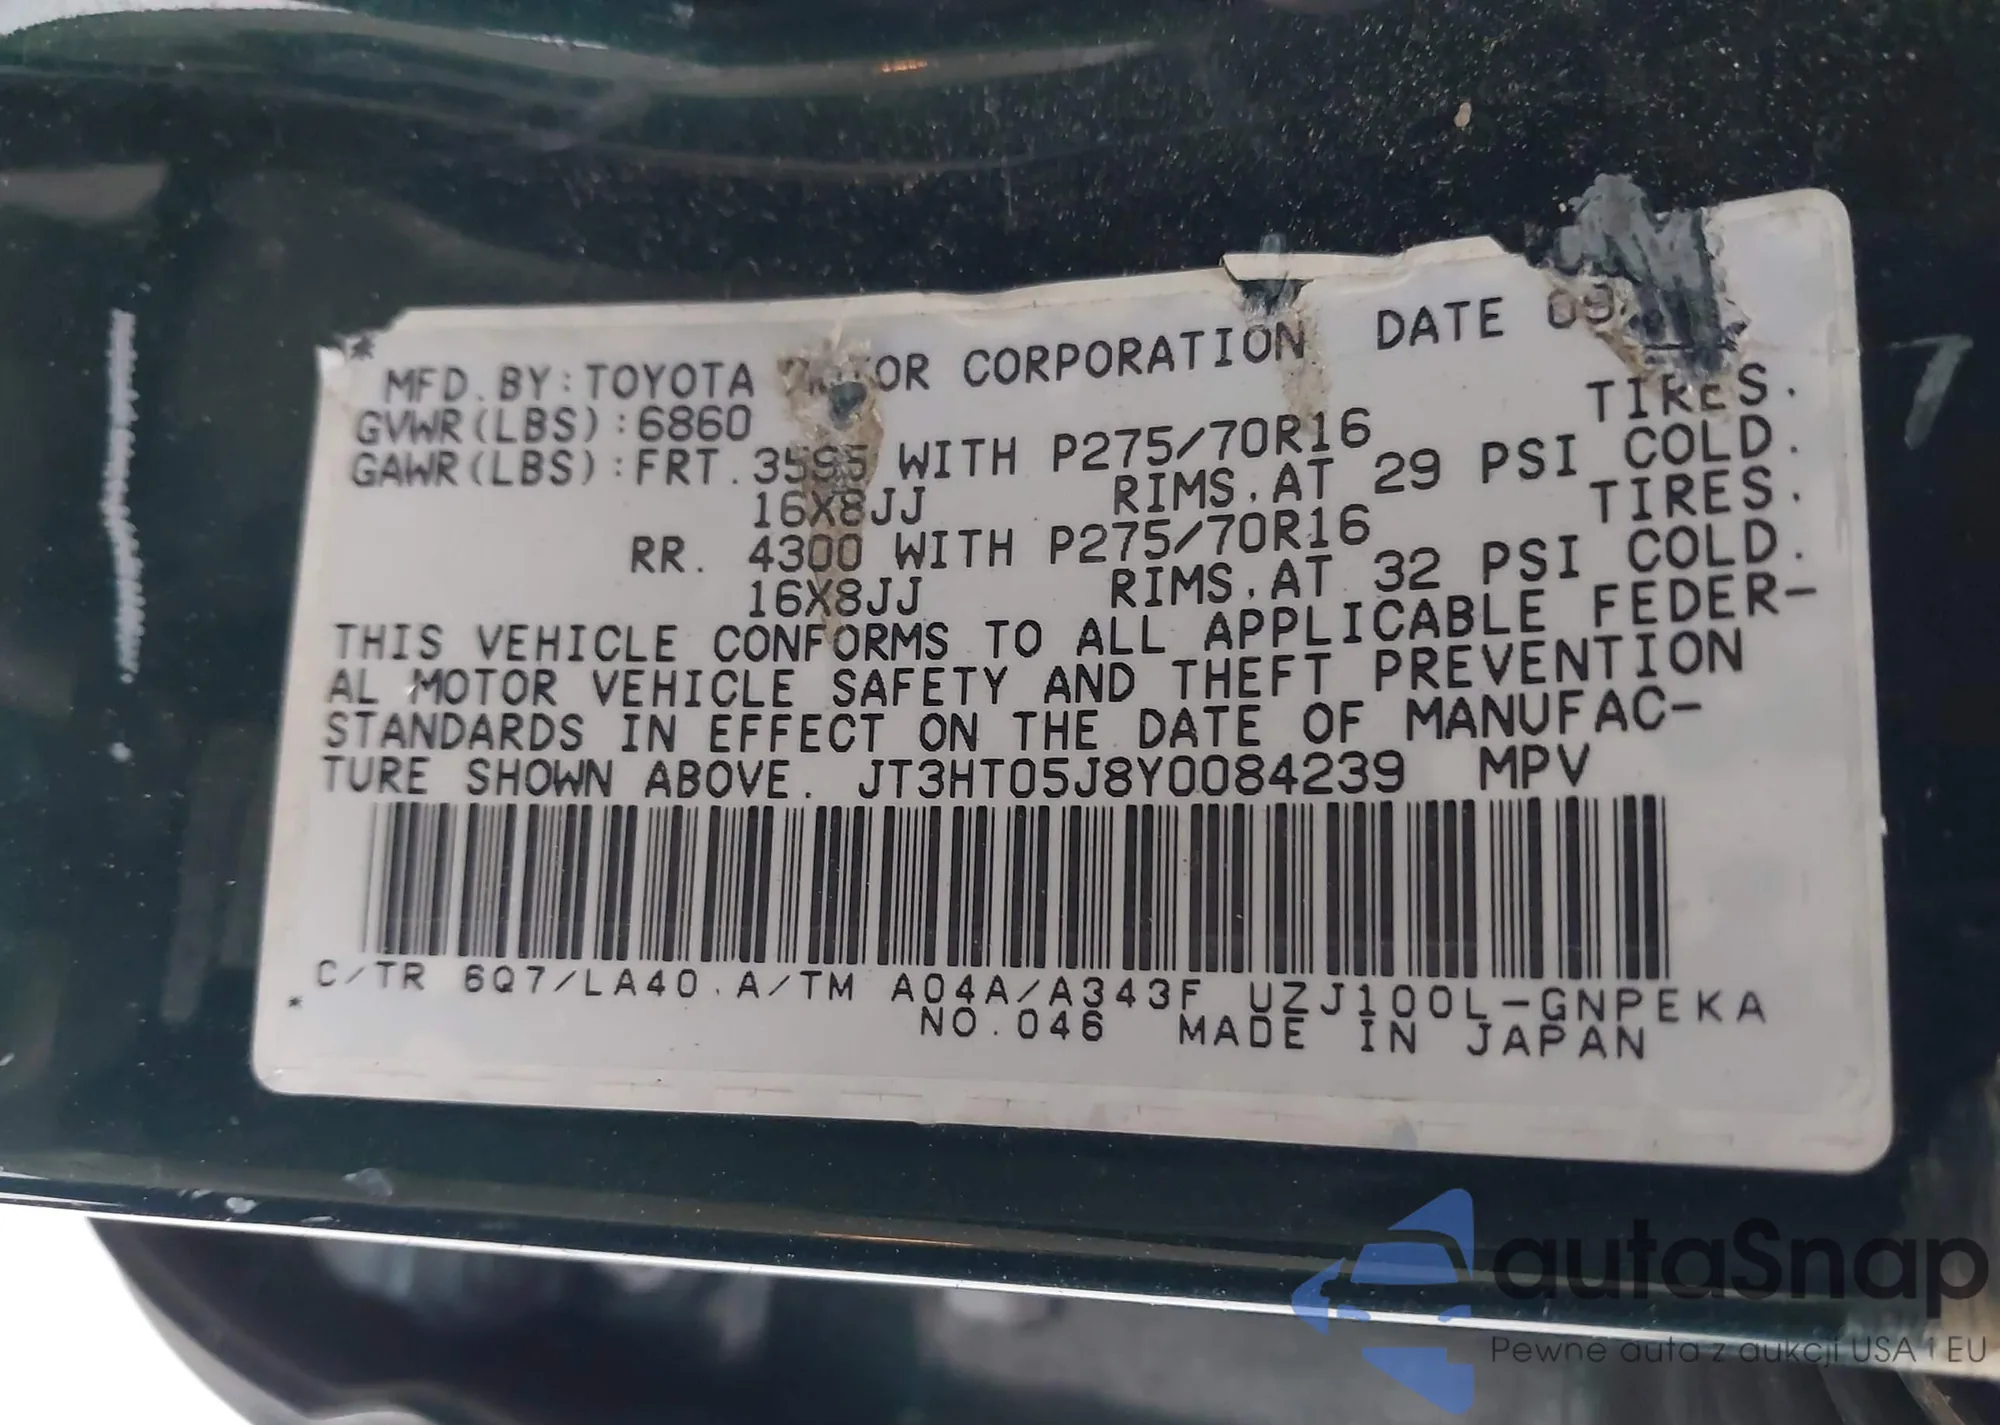 *
MFD. BY: TOYOTA MOTOR CORPORATION DATE 09
GVWR(LBS):6860 TIRES.
GAWR(LBS):FRT. 3595 WITH P275/70R16
16X8JJ RIMS. AT 29 PSI COLD.
RR. 4300 WITH P275/70R16 TIRES.
16X8JJ RIMS. AT 32 PSI COLD.
THIS VEHICLE CONFORMS TO ALL APPLICABLE FEDER-
AL MOTOR VEHICLE SAFETY AND THEFT PREVENTION
STANDARDS IN EFFECT ON THE DATE OF MANUFAC-
TURE SHOWN ABOVE. JT3HT05J8Y0084239 MPV
C/TR 6Q7/LA40. A/TM A04A/A343F UZJ100L-GNPEKA
* NO.046 MADE IN JAPAN
autaSnap
Pewne auta z aukcji USA i EU